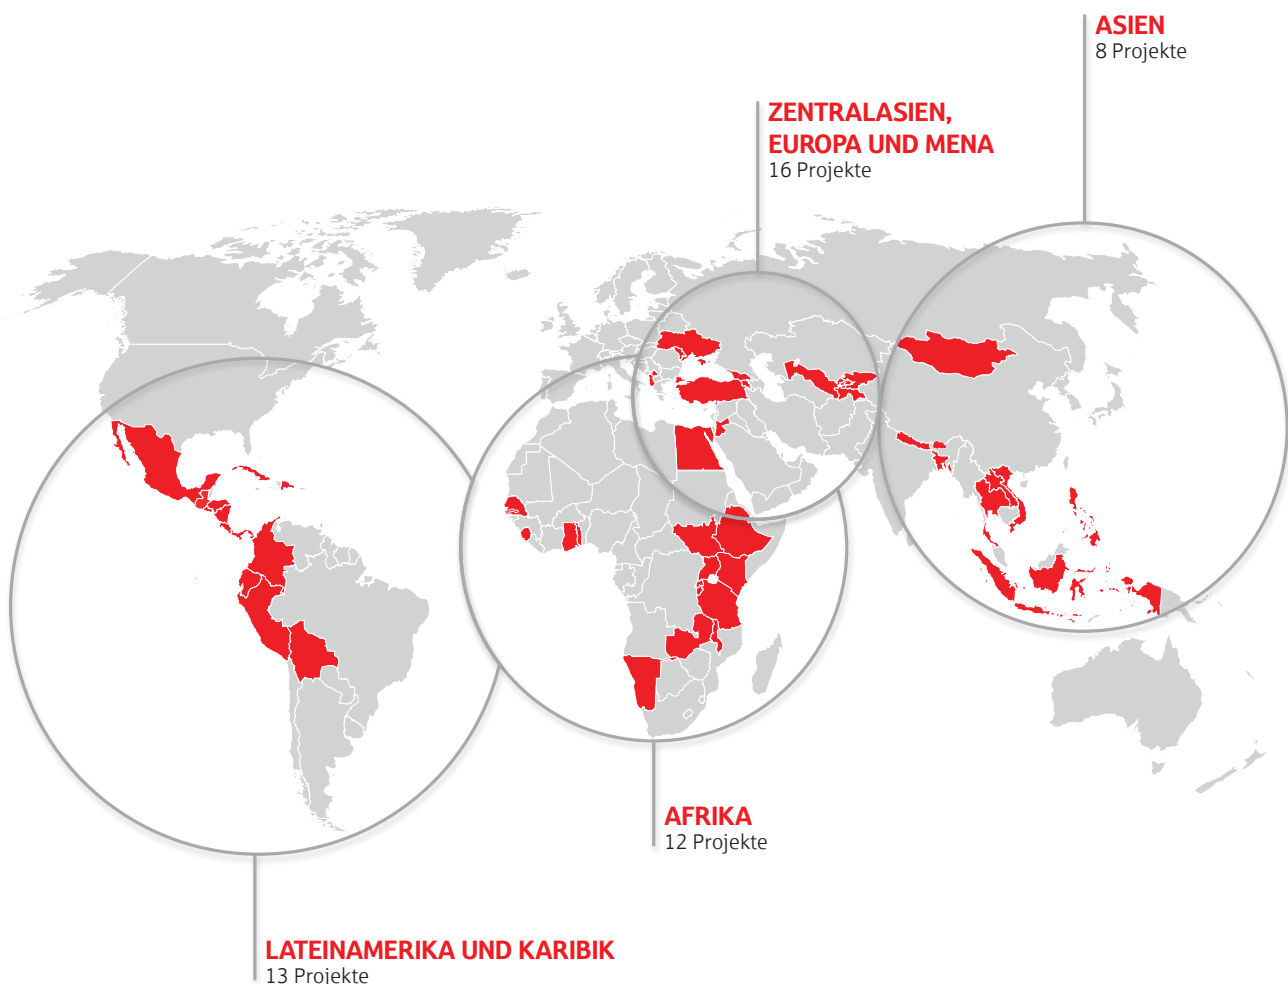 ASIEN
8 Projekte
ZENTRALASIEN,
EUROPA UND MENA
16 Projekte
AFRIKA
12 Projekte
LATEINAMERIKA UND KARIBIK
13 Projekte